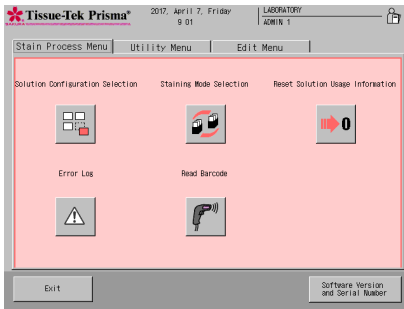 Tissue-Tek Prisma®
SAKURA
2017, April 7, Friday
9 01
LABORATORY
ADMIN 1
Stain Process Menu
Utility Menu
Edit Menu
Solution Configuration Selection
Staining Mode Selection
Reset Solution Usage Information
0
Error Log
Read Barcode
Exit
Software Version
and Serial Number